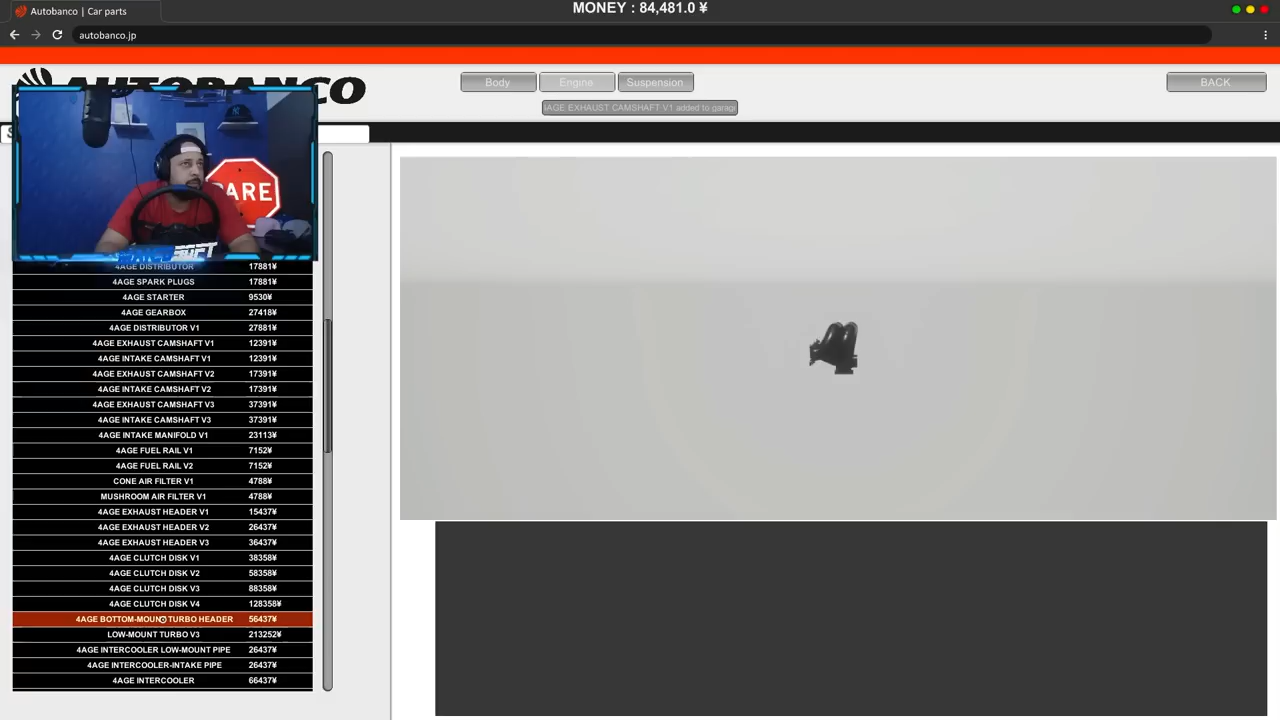 Autobanco | Car parts
MONEY : 84,481.0 ¥
autobanco.jp
AUTOBANCO
Body
Engine
Suspension
BACK
AGE EXHAUST CAMSHAFT V1 added to garag
ARE
4AGE DISTRIBUTOR 17881¥
4AGE SPARK PLUGS 17881¥
4AGE STARTER 9530¥
4AGE GEARBOX 27418¥
4AGE DISTRIBUTOR V1 27881¥
4AGE EXHAUST CAMSHAFT V1 12391¥
4AGE INTAKE CAMSHAFT V1 12391¥
4AGE EXHAUST CAMSHAFT V2 17391¥
4AGE INTAKE CAMSHAFT V2 17391¥
4AGE EXHAUST CAMSHAFT V3 37391¥
4AGE INTAKE CAMSHAFT V3 37391¥
4AGE INTAKE MANIFOLD V1 23113¥
4AGE FUEL RAIL V1 7152¥
4AGE FUEL RAIL V2 7152¥
CONE AIR FILTER V1 4788¥
MUSHROOM AIR FILTER V1 4788¥
4AGE EXHAUST HEADER V1 15437¥
4AGE EXHAUST HEADER V2 26437¥
4AGE EXHAUST HEADER V3 36437¥
4AGE CLUTCH DISK V1 38358¥
4AGE CLUTCH DISK V2 58358¥
4AGE CLUTCH DISK V3 88358¥
4AGE CLUTCH DISK V4 128358¥
4AGE BOTTOM-MOUNT TURBO HEADER 56437¥
LOW-MOUNT TURBO V3 213252¥
4AGE INTERCOOLER LOW-MOUNT PIPE 26437¥
4AGE INTERCOOLER-INTAKE PIPE 26437¥
4AGE INTERCOOLER 66437¥